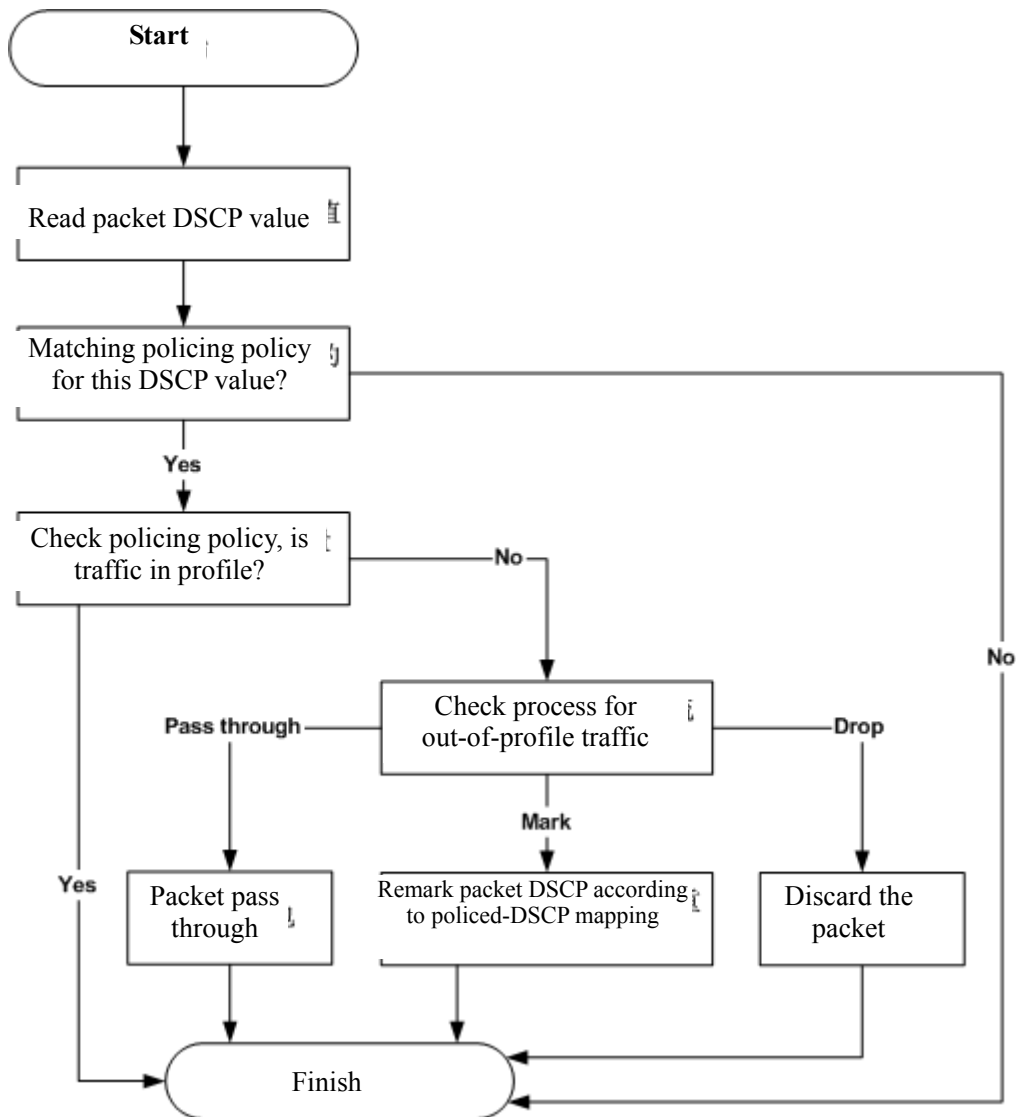 Start
Read packet DSCP value
Matching policing policy
for this DSCP value?
Yes
Check policing policy, is
traffic in profile?
No
No
Check process for
out-of-profile traffic
Pass through
Drop
Mark
Yes
Packet pass
through
Remark packet DSCP according
to policed-DSCP mapping
Discard the
packet
Finish